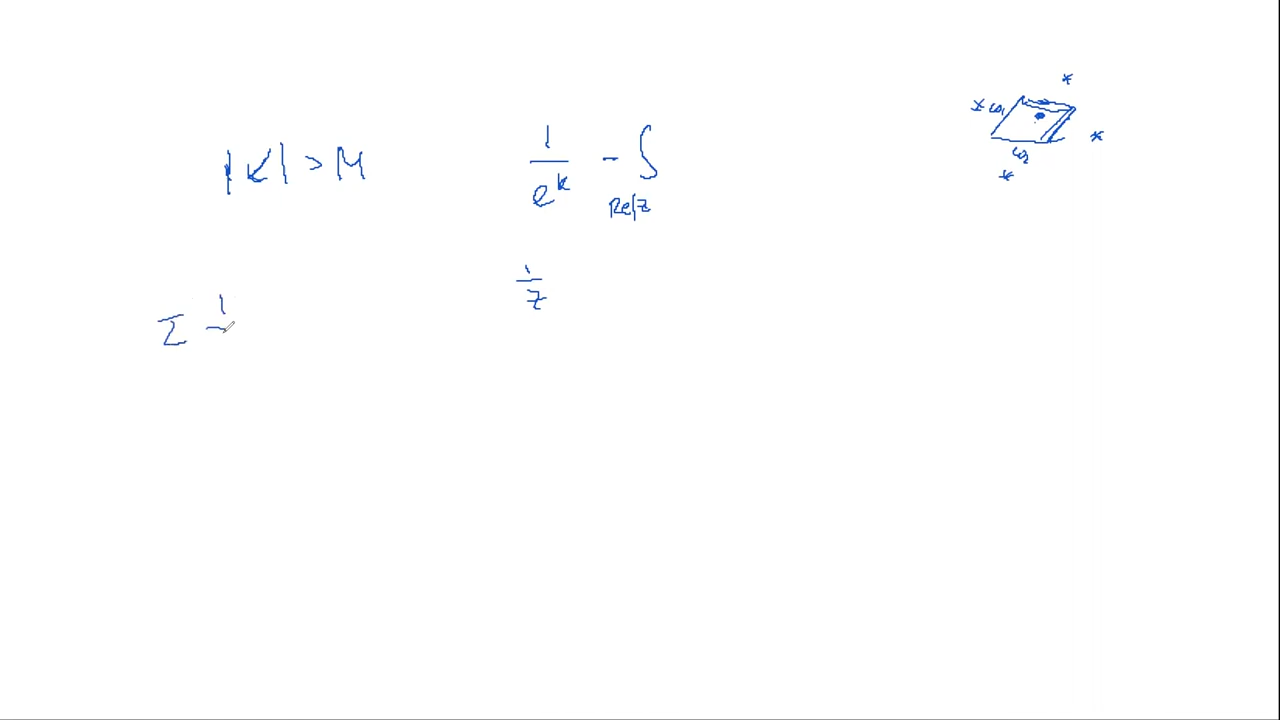 |K| > M
1/e^k - ∫ Re(z
1/z
Σ 1/
* ω₁ * * ω₂ *